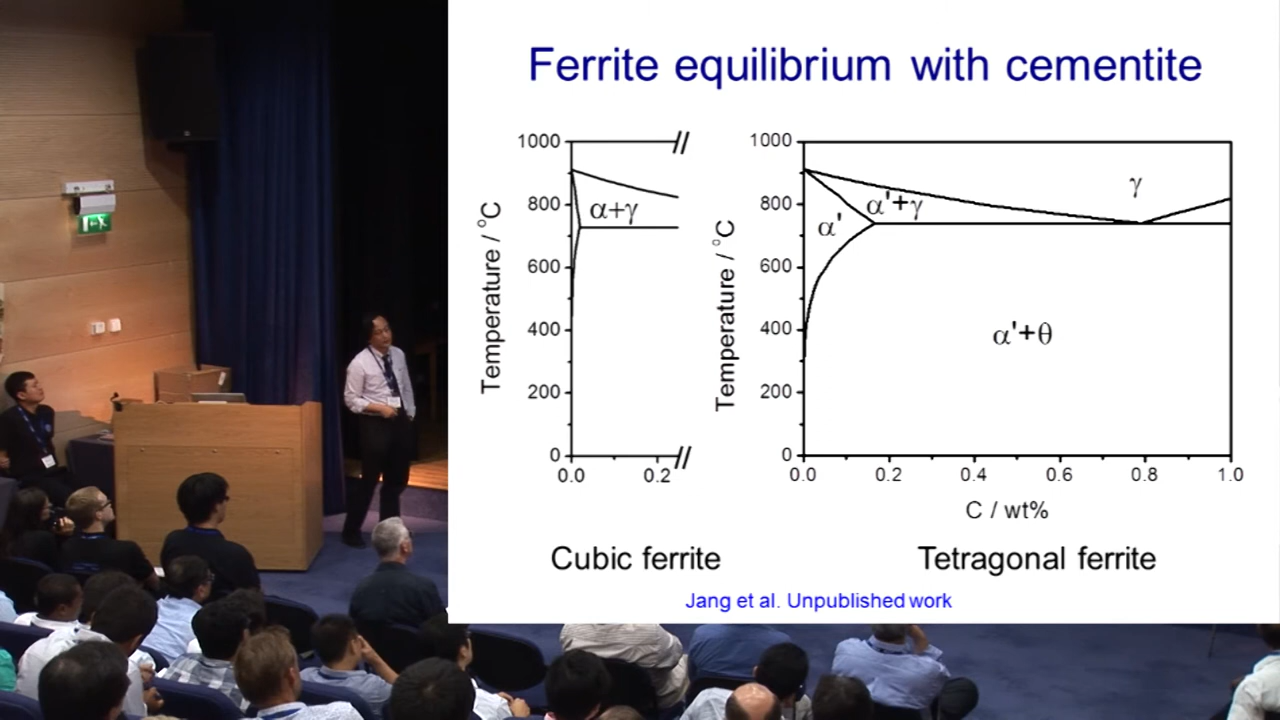 Ferrite equilibrium with cementite
1000
800
600
400
200
0
Temperature / °C
α+γ
0.0 0.2
Cubic ferrite
1000
800
600
400
200
0
Temperature / °C
γ
α'+γ
α'
α'+θ
0.0 0.2 0.4 0.6 0.8 1.0
C / wt%
Tetragonal ferrite
Jang et al. Unpublished work